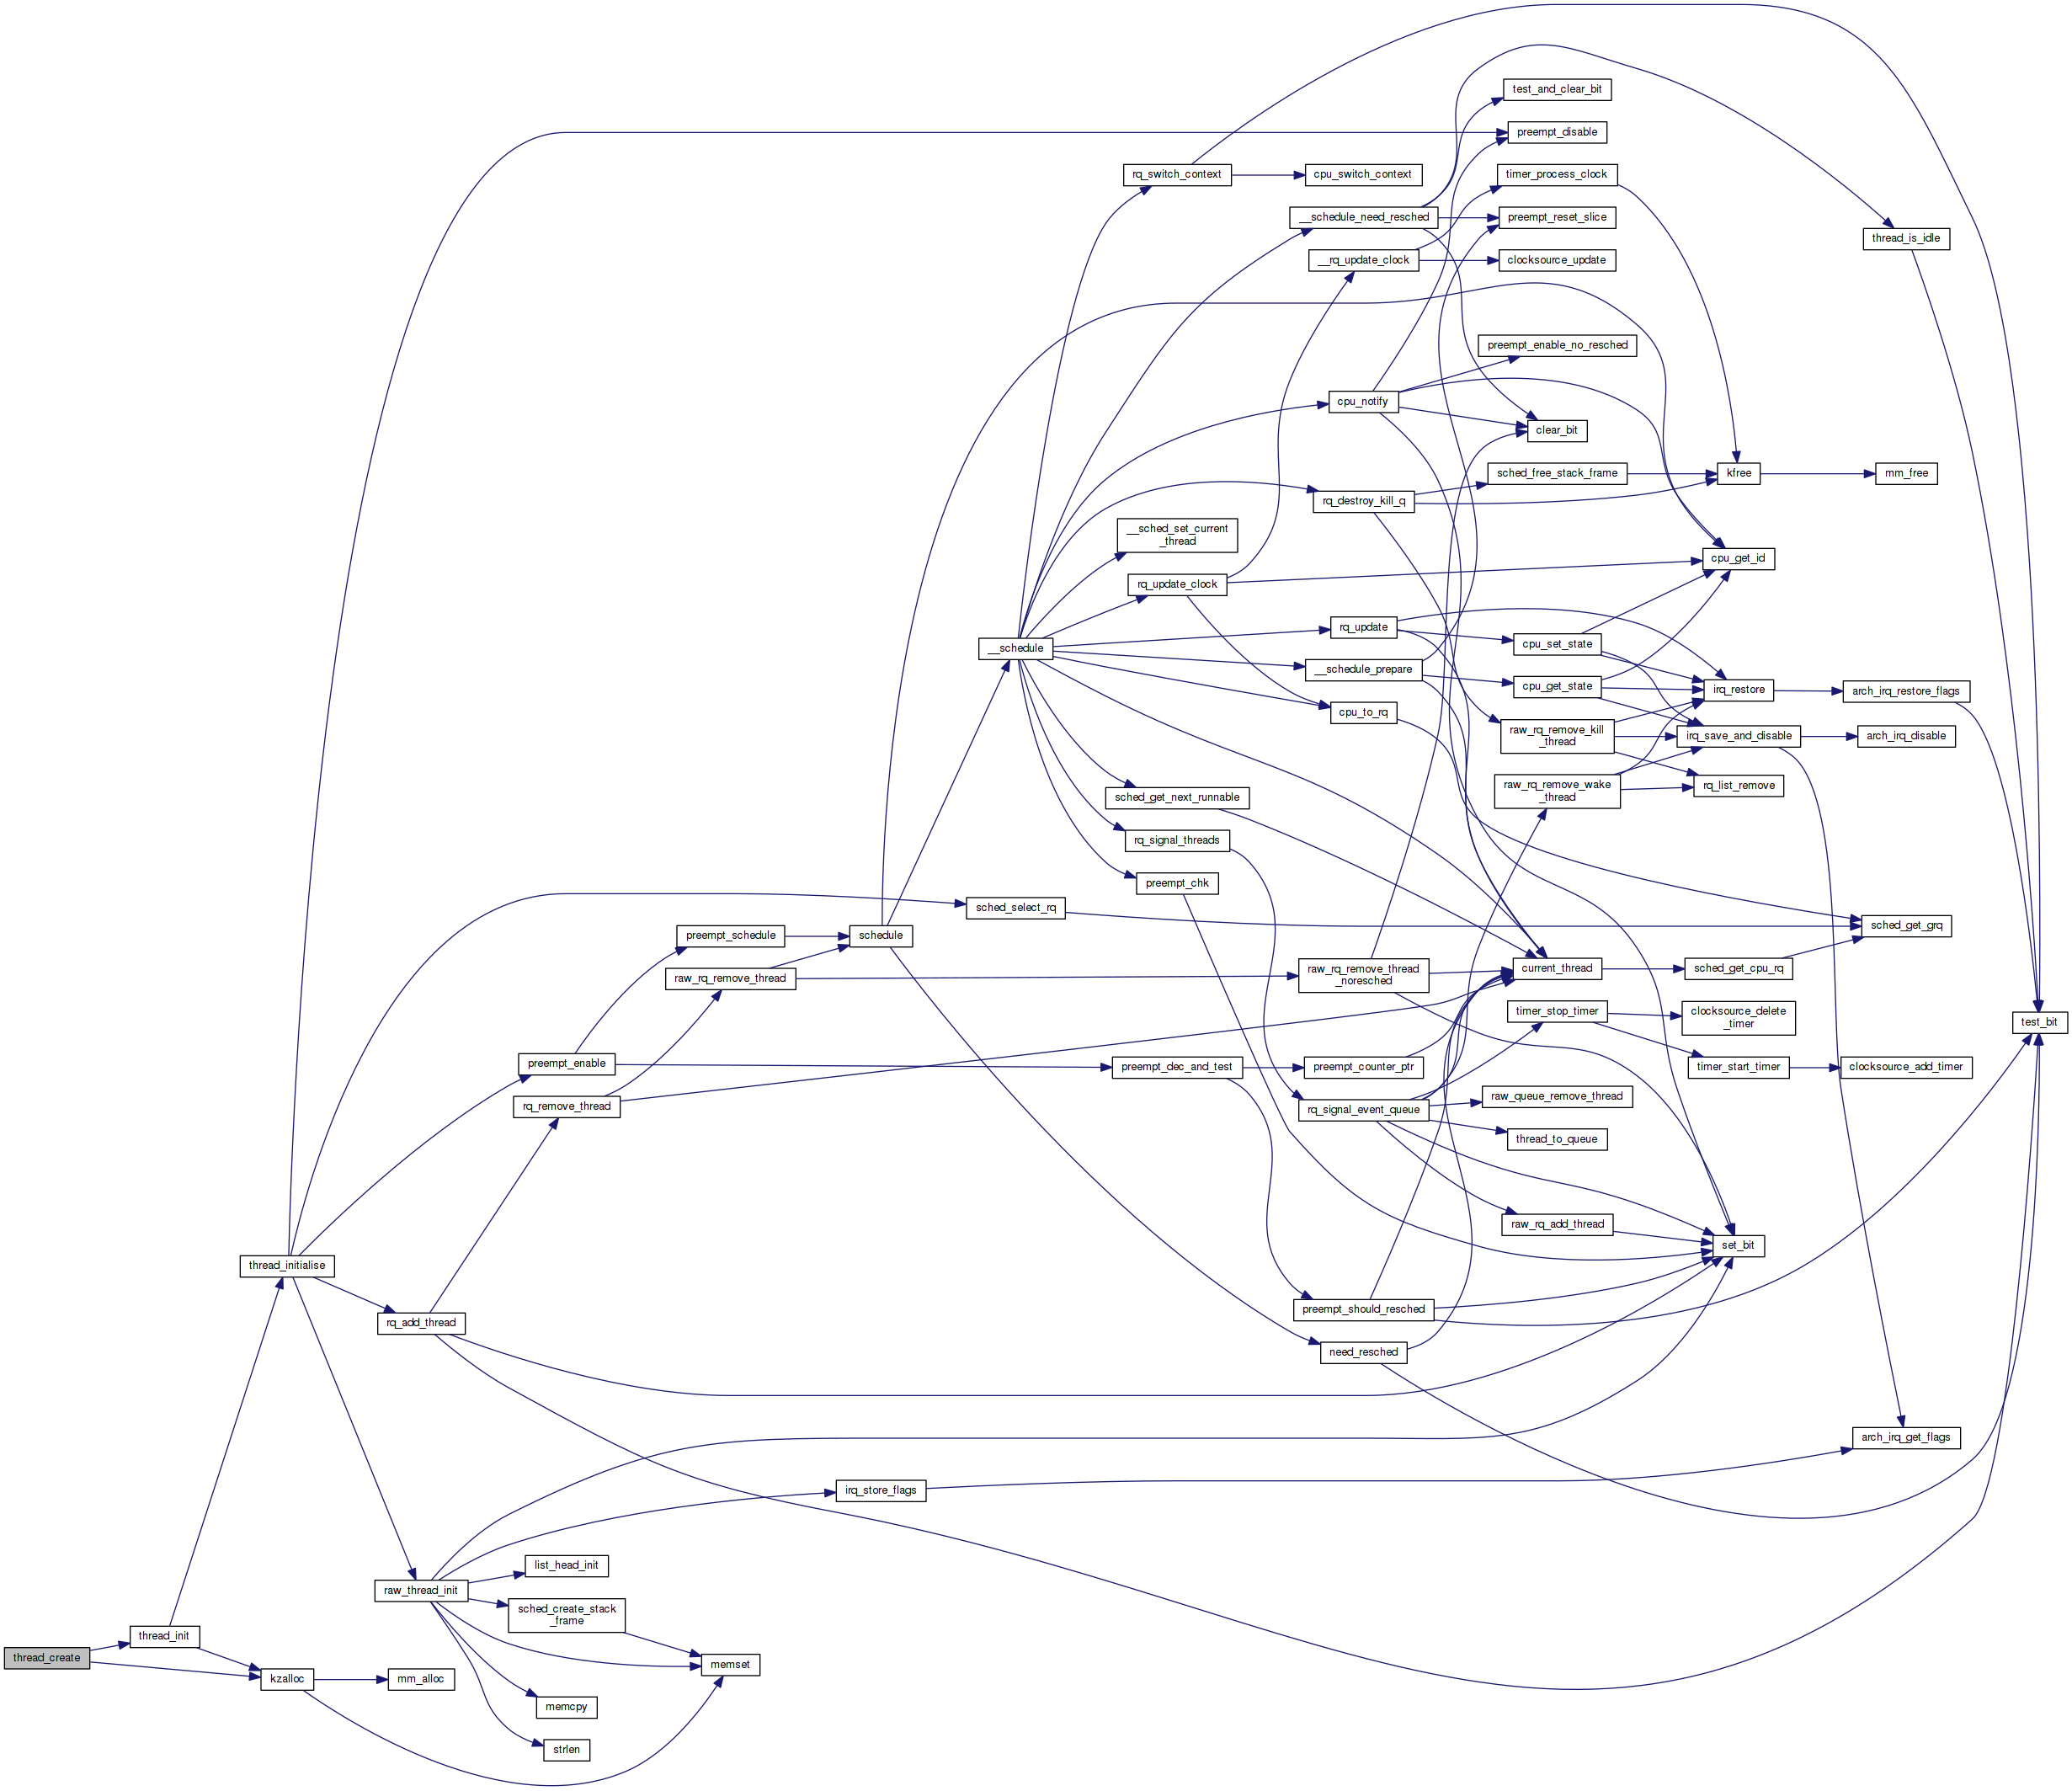 test_and_clear_bit
preempt_disable
rq_switch_context
cpu_switch_context
timer_process_clock
__schedule_need_resched
preempt_reset_slice
thread_is_idle
__rq_update_clock
clocksource_update
preempt_enable_no_resched
cpu_notify
clear_bit
sched_free_stack_frame
kfree
mm_free
rq_destroy_kill_q
__sched_set_current
_thread
cpu_get_id
rq_update_clock
rq_update
cpu_set_state
__schedule
__schedule_prepare
cpu_get_state
irq_restore
arch_irq_restore_flags
cpu_to_rq
raw_rq_remove_kill
_thread
irq_save_and_disable
arch_irq_disable
raw_rq_remove_wake
_thread
rq_list_remove
sched_get_next_runnable
rq_signal_threads
preempt_chk
sched_select_rq
sched_get_grq
preempt_schedule
schedule
raw_rq_remove_thread
raw_rq_remove_thread
_noresched
current_thread
sched_get_cpu_rq
timer_stop_timer
clocksource_delete
_timer
test_bit
preempt_enable
preempt_dec_and_test
preempt_counter_ptr
timer_start_timer
clocksource_add_timer
rq_remove_thread
rq_signal_event_queue
raw_queue_remove_thread
thread_to_queue
raw_rq_add_thread
set_bit
thread_initialise
preempt_should_resched
rq_add_thread
need_resched
arch_irq_get_flags
irq_store_flags
list_head_init
raw_thread_init
sched_create_stack
_frame
thread_init
thread_create
memset
kzalloc
mm_alloc
memcpy
strlen